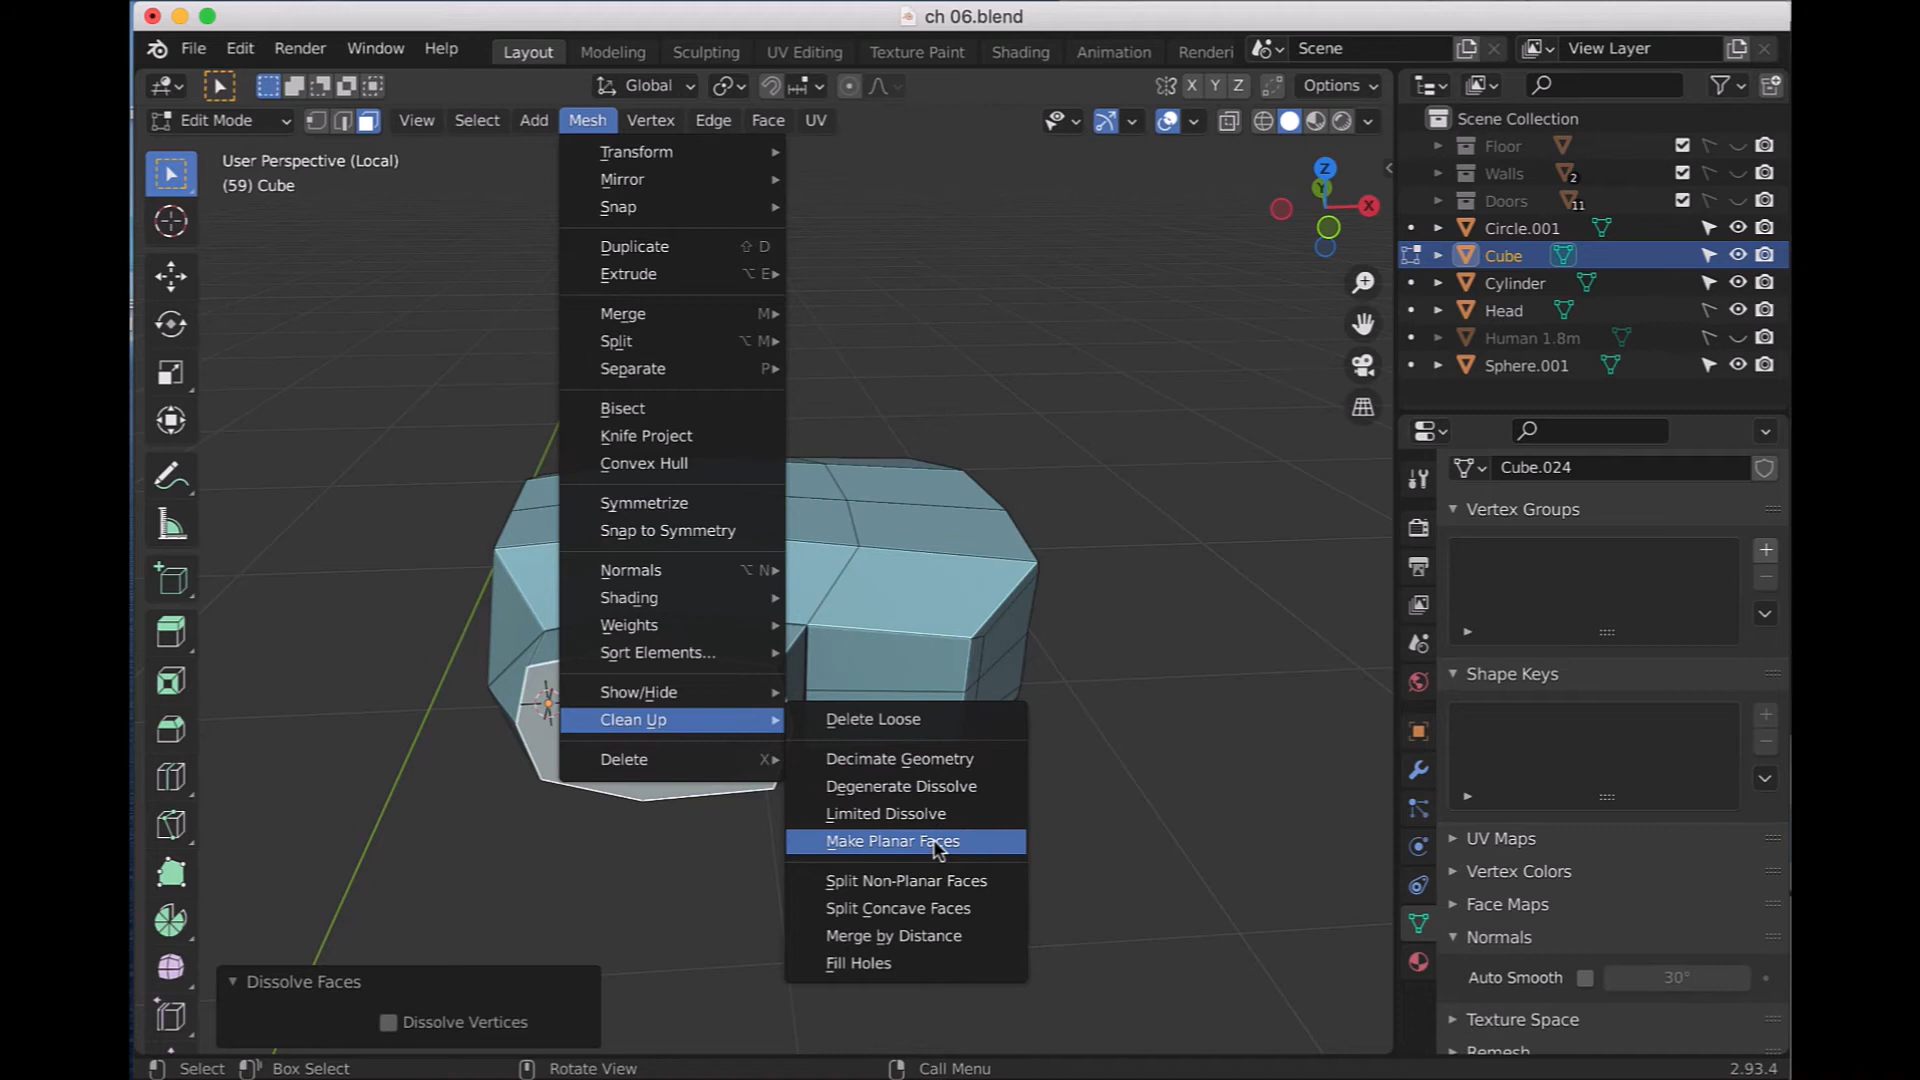 ch 06.blend
File Edit Render Window Help Layout Modeling Sculpting UV Editing Texture Paint Shading Animation Renderi Scene View Layer
Global X Y Z Options
Edit Mode View Select Add Mesh Vertex Edge Face UV
User Perspective (Local)
(59) Cube
Z
Y
X
Transform
Mirror
Snap
Duplicate ⇧ D
Extrude ⌥ E
Merge M
Split ⌥ M
Separate P
Bisect
Knife Project
Convex Hull
Symmetrize
Snap to Symmetry
Normals ⌥ N
Shading
Weights
Sort Elements...
Show/Hide
Clean Up
Delete X
Delete Loose
Decimate Geometry
Degenerate Dissolve
Limited Dissolve
Make Planar Faces
Split Non-Planar Faces
Split Concave Faces
Merge by Distance
Fill Holes
Dissolve Faces
Dissolve Vertices
Scene Collection
Floor
Walls 2
Doors 11
Circle.001
Cube
Cylinder
Head
Human 1.8m
Sphere.001
Cube.024
Vertex Groups
Shape Keys
UV Maps
Vertex Colors
Face Maps
Normals
Auto Smooth 30°
Texture Space
Remesh
Select Box Select Rotate View Call Menu 2.93.4